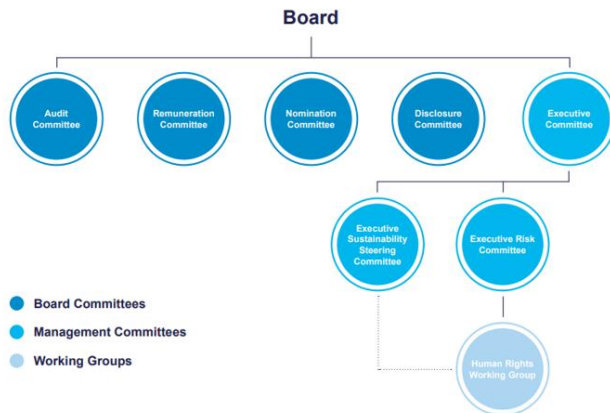 Board
Audit
Committee
Remuneration
Committee
Nomination
Committee
Disclosure
Committee
Executive
Committee
Executive
Sustainability
Steering
Committee
Executive Risk
Committee
Human Rights
Working Group
Board Committees
Management Committees
Working Groups